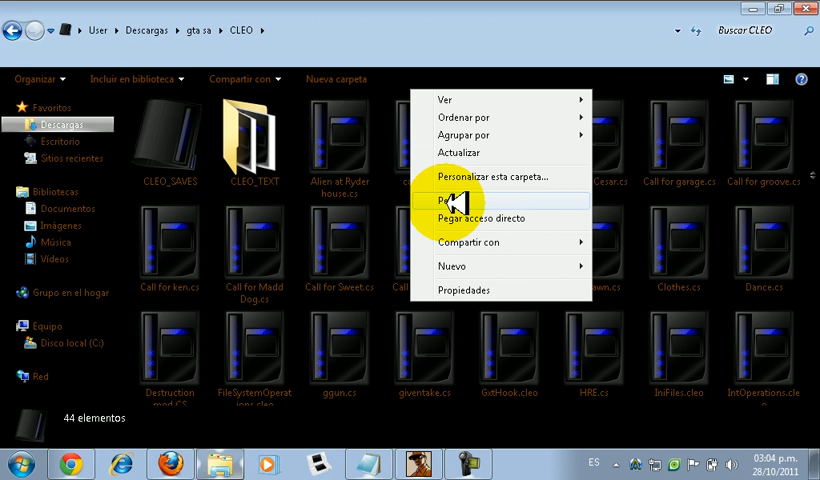 User ▸ Descargas ▸ gta sa ▸ CLEO ▸
Buscar CLEO
Organizar
Incluir en biblioteca
Compartir con
Nueva carpeta
Favoritos
Descargas
Escritorio
Sitios recientes
Bibliotecas
Documentos
Imágenes
Música
Vídeos
Grupo en el hogar
Equipo
Disco local (C:)
Red
CLEO_SAVES
CLEO_TEXT
Alien at Ryder
house.cs
Cesar.cs
Call for garage.cs
Call for groove.cs
Call for ken.cs
Call for Madd
Dog.cs
Call for Sweet.cs
Clothes.cs
Dance.cs
Destruction
mod.CS
FileSystemOperat
ions.cleo
ggun.cs
giventake.cs
GxtHook.cleo
HRE.cs
IniFiles.cleo
IntOperations.cle
o
Ver
Ordenar por
Agrupar por
Actualizar
Personalizar esta carpeta...
Pegar acceso directo
Compartir con
Nuevo
Propiedades
44 elementos
ES
03:04 p.m.
28/10/2011